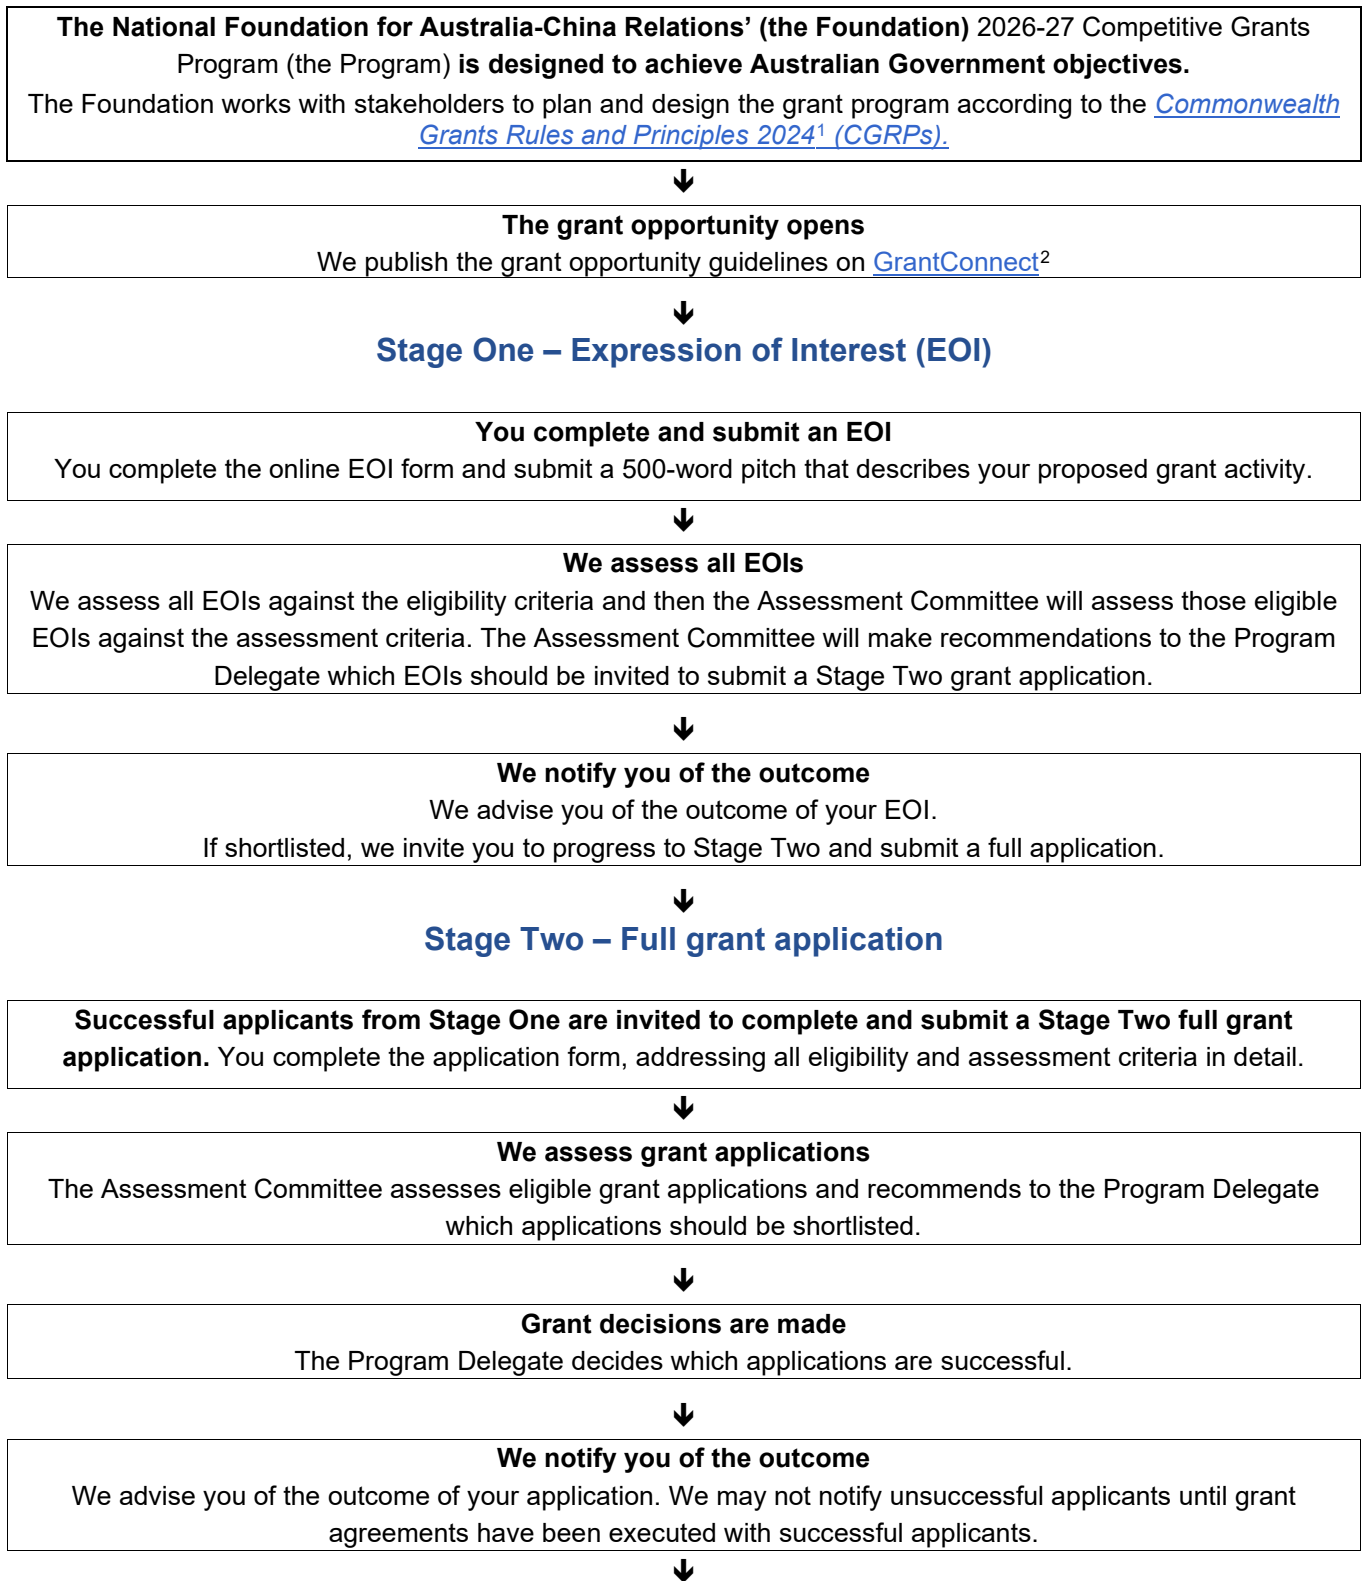 The National Foundation for Australia-China Relations’ (the Foundation) 2026-27 Competitive Grants
Program (the Program) is designed to achieve Australian Government objectives.
The Foundation works with stakeholders to plan and design the grant program according to the Commonwealth
Grants Rules and Principles 2024¹ (CGRPs).
The grant opportunity opens
We publish the grant opportunity guidelines on GrantConnect²
Stage One – Expression of Interest (EOI)
You complete and submit an EOI
You complete the online EOI form and submit a 500-word pitch that describes your proposed grant activity.
We assess all EOIs
We assess all EOIs against the eligibility criteria and then the Assessment Committee will assess those eligible
EOIs against the assessment criteria. The Assessment Committee will make recommendations to the Program
Delegate which EOIs should be invited to submit a Stage Two grant application.
We notify you of the outcome
We advise you of the outcome of your EOI.
If shortlisted, we invite you to progress to Stage Two and submit a full application.
Stage Two – Full grant application
Successful applicants from Stage One are invited to complete and submit a Stage Two full grant
application. You complete the application form, addressing all eligibility and assessment criteria in detail.
We assess grant applications
The Assessment Committee assesses eligible grant applications and recommends to the Program Delegate
which applications should be shortlisted.
Grant decisions are made
The Program Delegate decides which applications are successful.
We notify you of the outcome
We advise you of the outcome of your application. We may not notify unsuccessful applicants until grant
agreements have been executed with successful applicants.